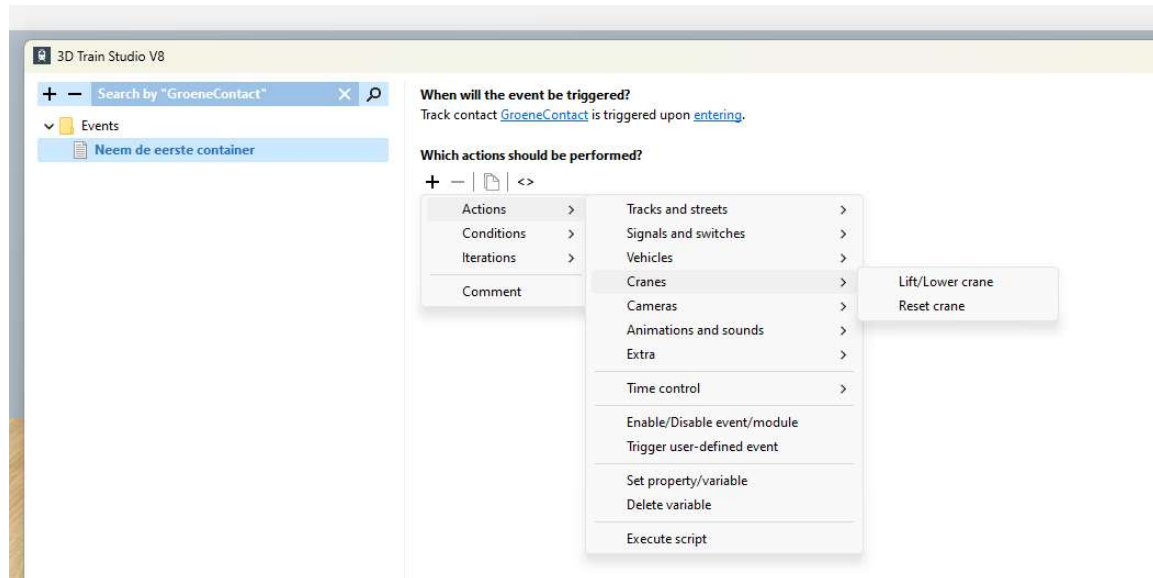 3D Train Studio V8
+ − Search by "GroeneContact" ×
Events
Neem de eerste container
When will the event be triggered?
Track contact GroeneContact is triggered upon entering.
Which actions should be performed?
+ − <>
Actions
Conditions
Iterations
Comment
Tracks and streets
Signals and switches
Vehicles
Cranes
Cameras
Animations and sounds
Extra
Time control
Enable/Disable event/module
Trigger user-defined event
Set property/variable
Delete variable
Execute script
Lift/Lower crane
Reset crane